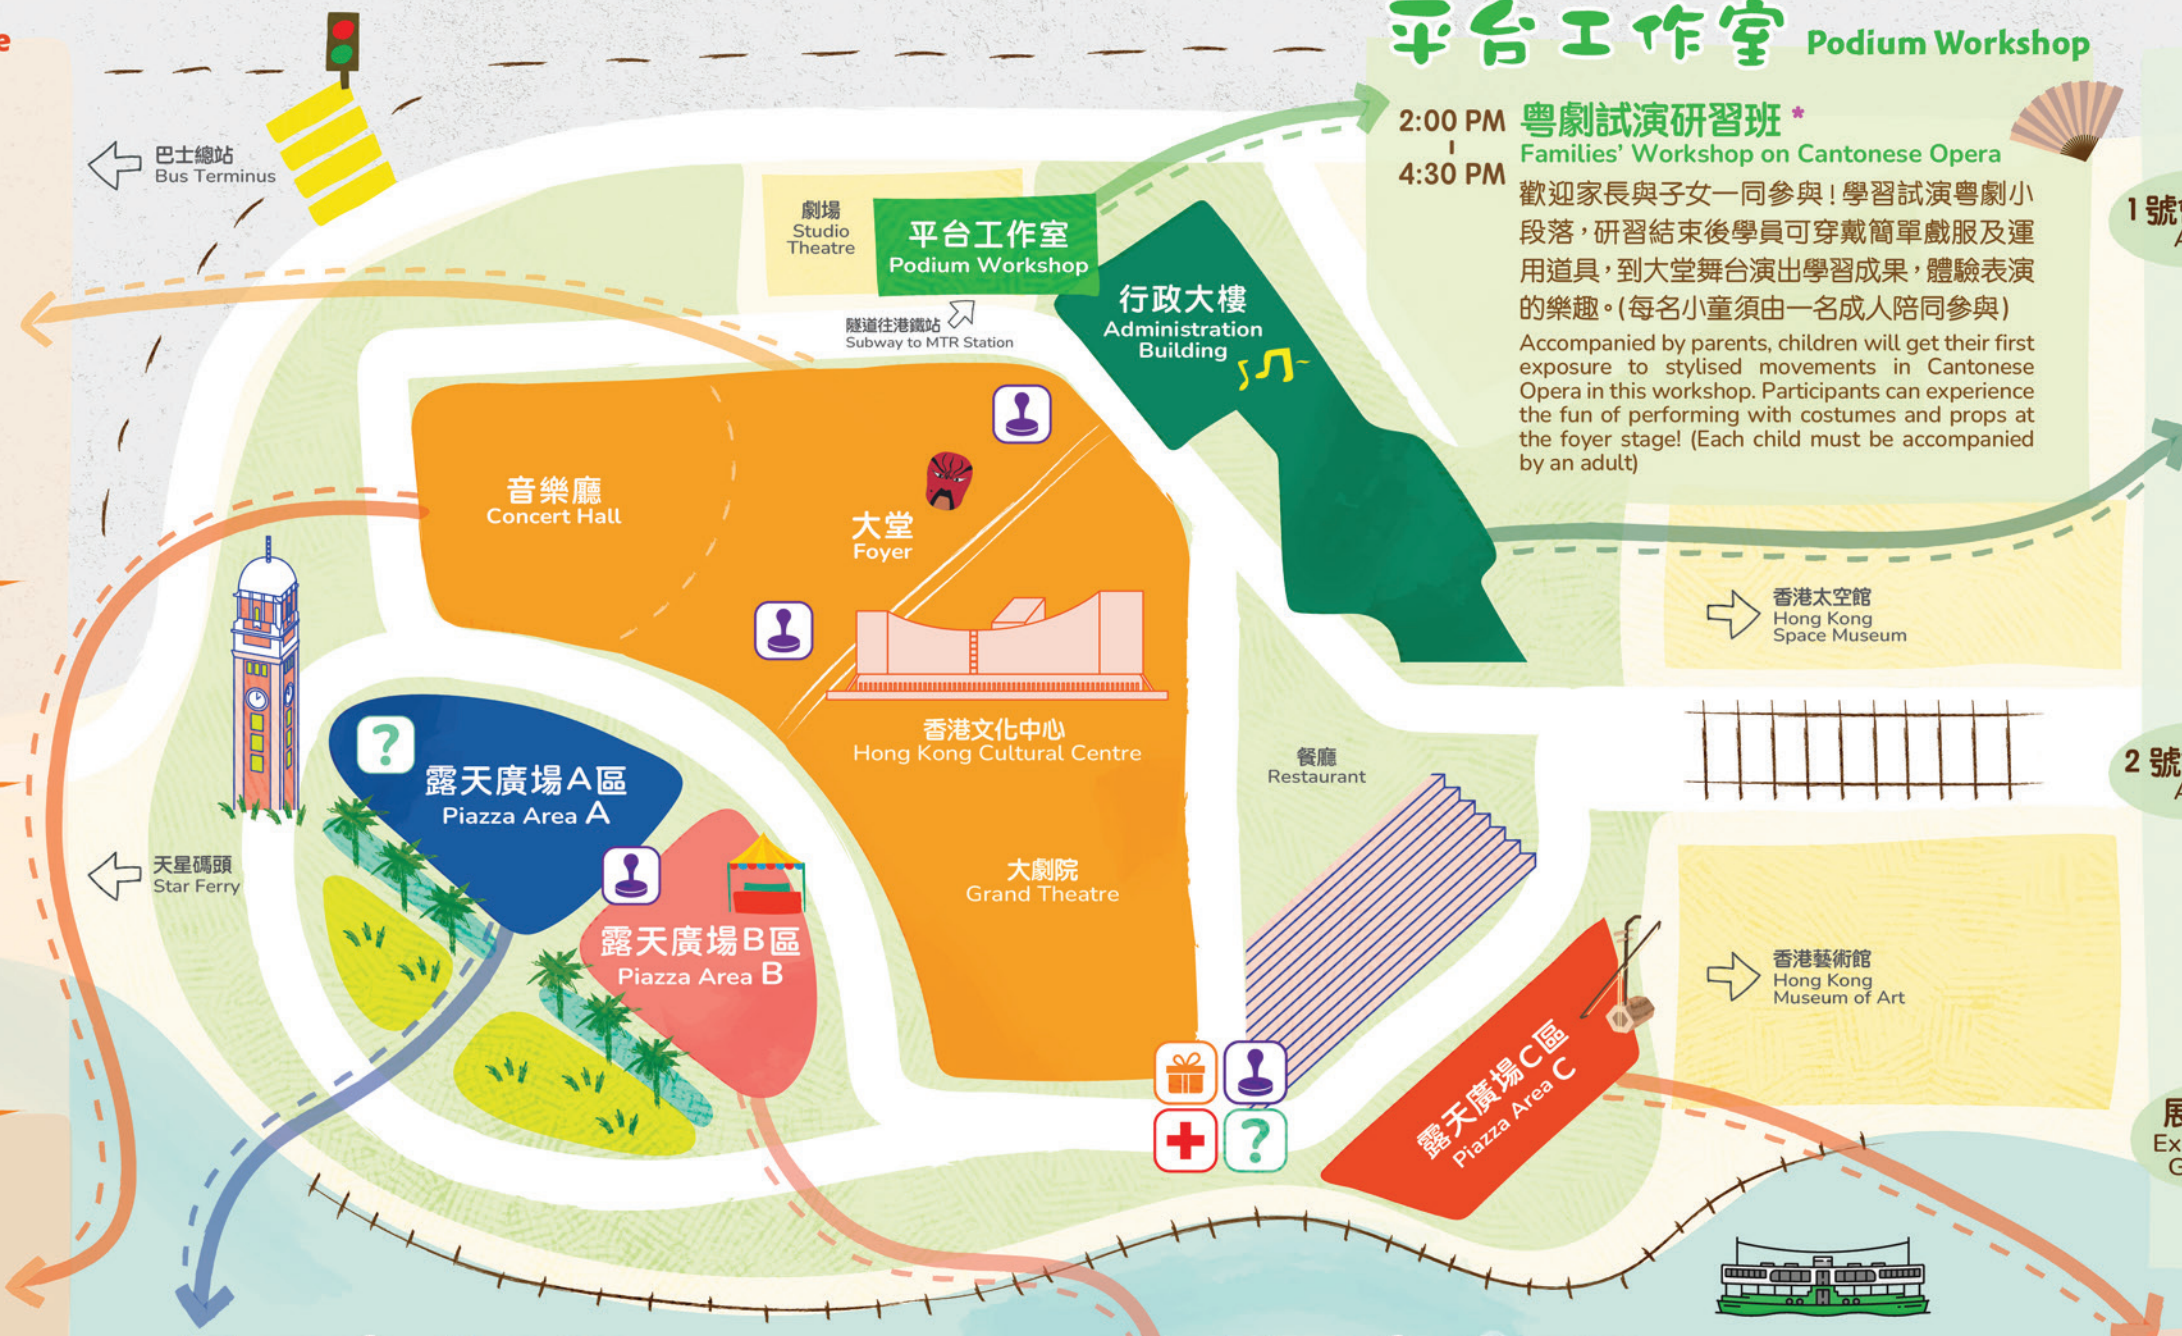 e
平台工作室 Podium Workshop
2:00 PM
4:30 PM
粵劇試演研習班 *
Families' Workshop on Cantonese Opera
歡迎家長與子女一同參與！學習試演粵劇小
段落，研習結束後學員可穿戴簡單戲服及運
用道具，到大堂舞台演出學習成果，體驗表演
的樂趣。(每名小童須由一名成人陪同參與)
Accompanied by parents, children will get their first
exposure to stylised movements in Cantonese
Opera in this workshop. Participants can experience
the fun of performing with costumes and props at
the foyer stage! (Each child must be accompanied
by an adult)
巴士總站
Bus Terminus
劇場
Studio
Theatre
平台工作室
Podium Workshop
隧道往港鐵站
Subway to MTR Station
行政大樓
Administration
Building
音樂廳
Concert Hall
大堂
Foyer
香港太空館
Hong Kong
Space Museum
香港文化中心
Hong Kong Cultural Centre
餐廳
Restaurant
?
露天廣場A區
Piazza Area A
天星碼頭
Star Ferry
大劇院
Grand Theatre
露天廣場B區
Piazza Area B
香港藝術館
Hong Kong
Museum of Art
露天廣場C區
Piazza Area C
?
1號
A
2 號
A
展
Ex
G